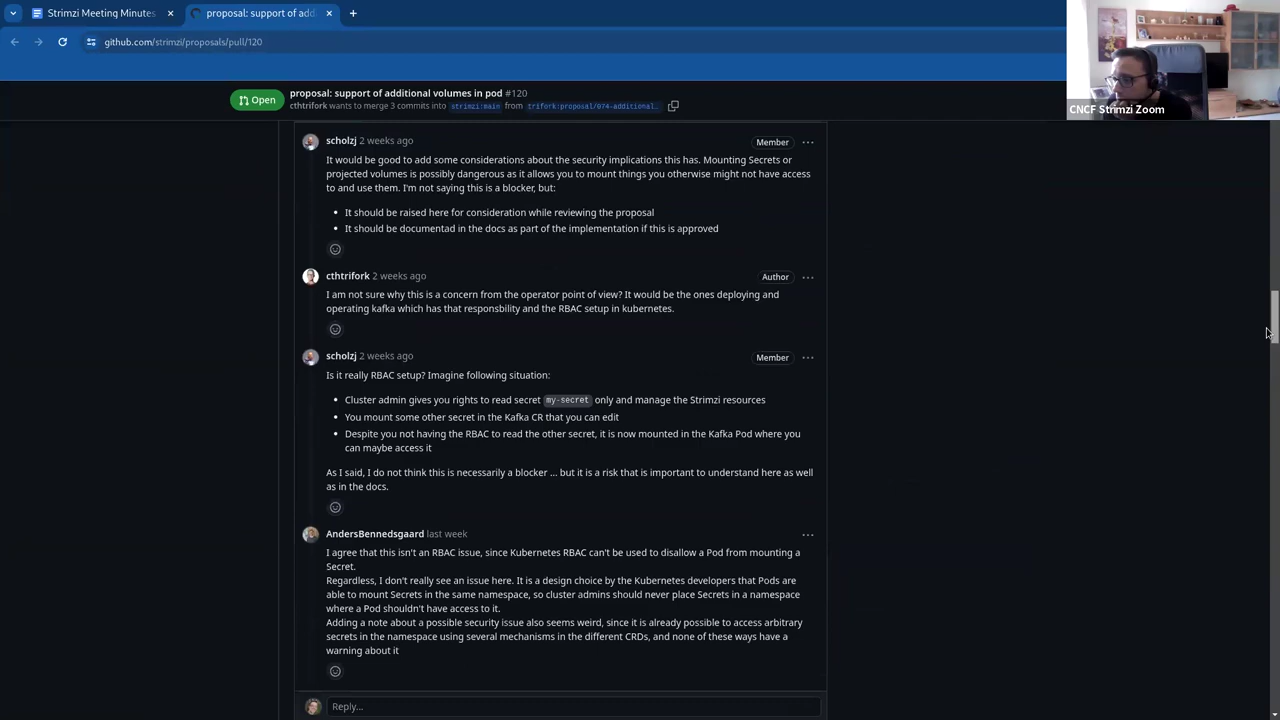 Strimzi Meeting Minutes
proposal: support of add
github.com/strimzi/proposals/pull/120
CNCF Strimzi Zoom
Open
proposal: support of additional volumes in pod #120
cthtrifork wants to merge 3 commits into strimzi:main from trifork:proposal/074-additional…
scholzj 2 weeks ago
Member
It would be good to add some considerations about the security implications this has. Mounting Secrets or
projected volumes is possibly dangerous as it allows you to mount things you otherwise might not have access
to and use them. I'm not saying this is a blocker, but:
• It should be raised here for consideration while reviewing the proposal
• It should be documentad in the docs as part of the implementation if this is approved
cthtrifork 2 weeks ago
Author
I am not sure why this is a concern from the operator point of view? It would be the ones deploying and
operating kafka which has that responsbility and the RBAC setup in kubernetes.
scholzj 2 weeks ago
Member
Is it really RBAC setup? Imagine following situation:
• Cluster admin gives you rights to read secret my-secret only and manage the Strimzi resources
• You mount some other secret in the Kafka CR that you can edit
• Despite you not having the RBAC to read the other secret, it is now mounted in the Kafka Pod where you
can maybe access it
As I said, I do not think this is necessarily a blocker ... but it is a risk that is important to understand here as well
as in the docs.
AndersBennedsgaard last week
I agree that this isn't an RBAC issue, since Kubernetes RBAC can't be used to disallow a Pod from mounting a
Secret.
Regardless, I don't really see an issue here. It is a design choice by the Kubernetes developers that Pods are
able to mount Secrets in the same namespace, so cluster admins should never place Secrets in a namespace
where a Pod shouldn't have access to it.
Adding a note about a possible security issue also seems weird, since it is already possible to access arbitrary
secrets in the namespace using several mechanisms in the different CRDs, and none of these ways have a
warning about it
Reply...